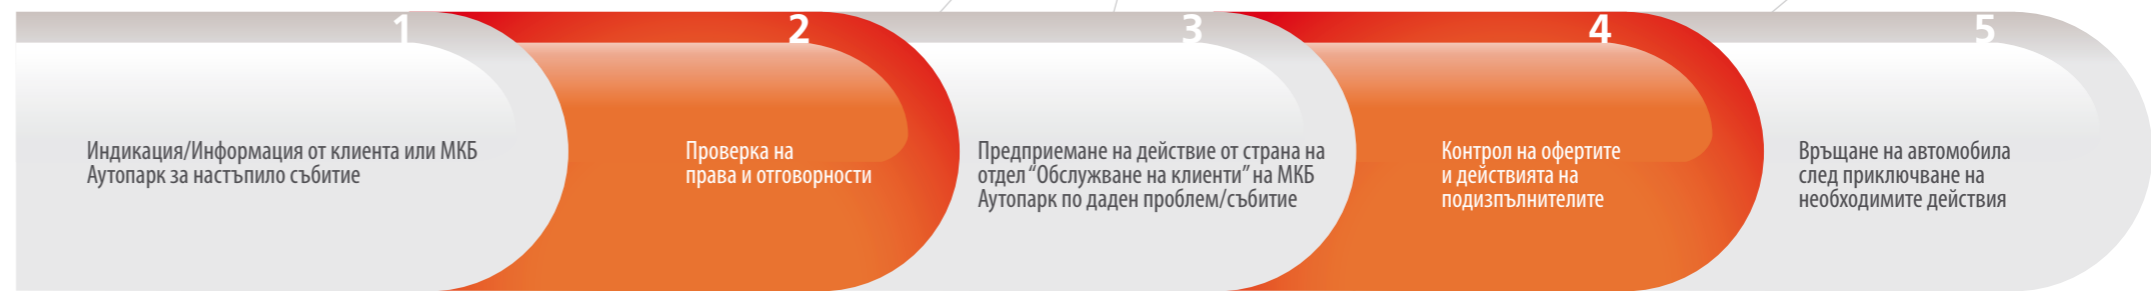 1
Индикация/Информация от клиента или МКБ
Аутопарк за настъпило събитие
2
Проверка на
права и отговорности
3
Предприемане на действие от страна на
отдел “Обслужване на клиенти” на МКБ
Аутопарк по даден проблем/събитие
4
Контрол на офертите
и действията на
подизпълнителите
5
Връщане на автомобила
след приключване на
необходимите действия